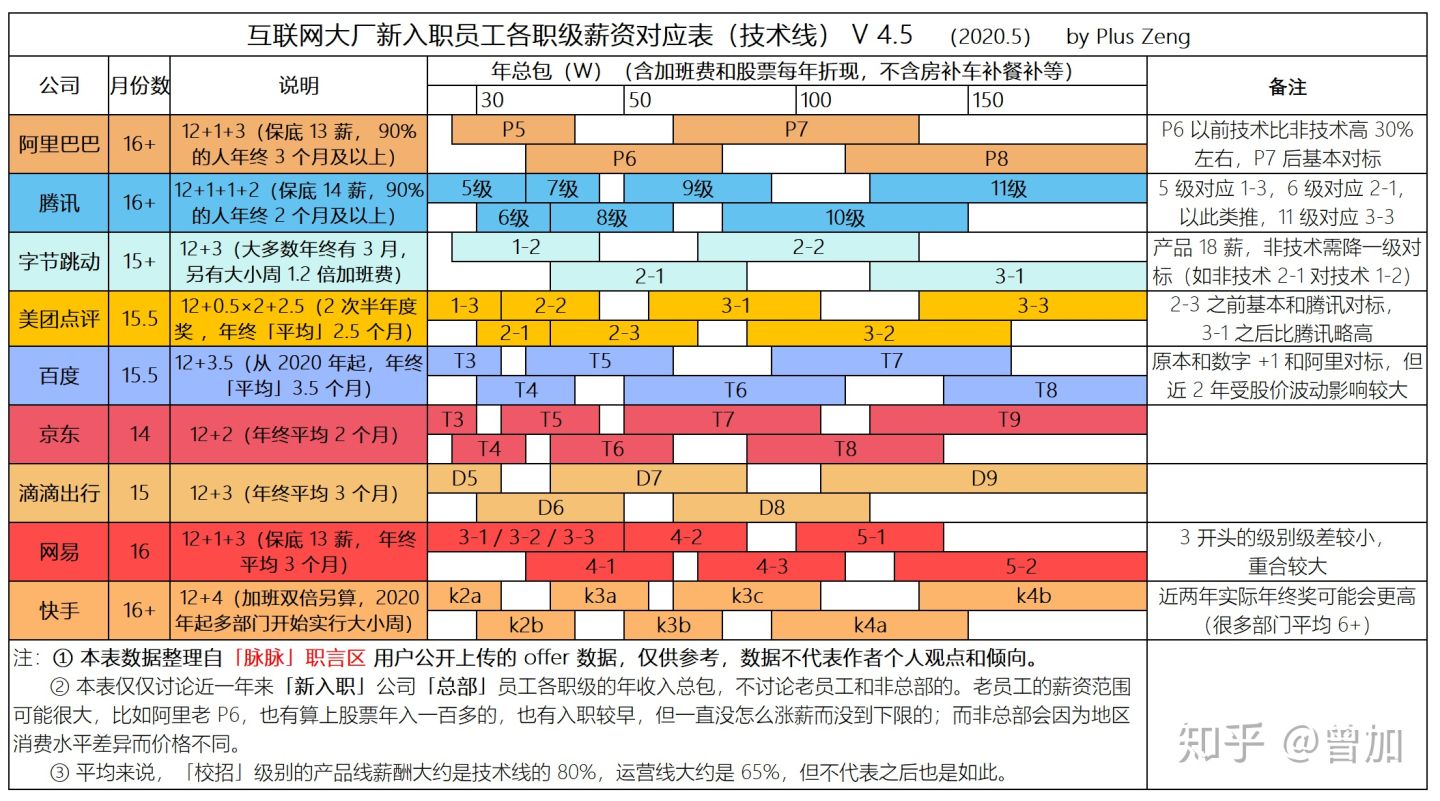 互联网大厂新入职员工各职级薪资对应表（技术线）V 4.5 （2020.5） by Plus Zeng
公司 月份数 说明 年总包（W）（含加班费和股票每年折现，不含房补车补餐补等） 备注
30 50 100 150
阿里巴巴 16+ 12+1+3（保底 13 薪， 90%
的人年终 3 个月及以上）
P5 P7
P6 P8
P6 以前技术比非技术高 30%
左右，P7 后基本对标
腾讯 16+ 12+1+1+2（保底 14 薪，90%
的人年终 2 个月及以上）
5级 7级 9级 11级
6级 8级 10级
5 级对应 1-3，6 级对应 2-1，
以此类推，11 级对应 3-3
字节跳动 15+ 12+3（大多数年终有 3 月，
另有大小周 1.2 倍加班费）
1-2 2-2
2-1 3-1
产品 18 薪，非技术需降一级对
标（如非技术 2-1 对技术 1-2）
美团点评 15.5 12+0.5×2+2.5（2 次半年度
奖 ，年终「平均」2.5 个月）
1-3 2-2 3-1 3-3
2-1 2-3 3-2
2-3 之前基本和腾讯对标，
3-1 之后比腾讯略高
百度 15.5 12+3.5（从 2020 年起，年终
「平均」3.5 个月）
T3 T5 T7
T4 T6 T8
原本和数字 +1 和阿里对标，但
近 2 年受股价波动影响较大
京东 14 12+2（年终平均 2 个月）
T3 T5 T7 T9
T4 T6 T8
滴滴出行 15 12+3（年终平均 3 个月）
D5 D7 D9
D6 D8
网易 16 12+1+3（保底 13 薪， 年终
平均 3 个月）
3-1 / 3-2 / 3-3 4-2 5-1
4-1 4-3 5-2
3 开头的级别级差较小，
重合较大
快手 16+ 12+4（加班双倍另算，2020
年起多部门开始实行大小周）
k2a k3a k3c k4b
k2b k3b k4a
近两年实际年终奖可能会更高
（很多部门平均 6+）
注：① 本表数据整理自「脉脉」职言区 用户公开上传的 offer 数据，仅供参考，数据不代表作者个人观点和倾向。
② 本表仅仅讨论近一年来「新入职」公司「总部」员工各职级的年收入总包，不讨论老员工和非总部的。老员工的薪资范围
可能很大，比如阿里老 P6，也有算上股票年入一百多的，也有入职较早，但一直没怎么涨薪而没到下限的；而非总部会因为地区
消费水平差异而价格不同。
③ 平均来说，「校招」级别的产品线薪酬大约是技术线的 80%，运营线大约是 65%，但不代表之后也是如此。
知乎 @曾加